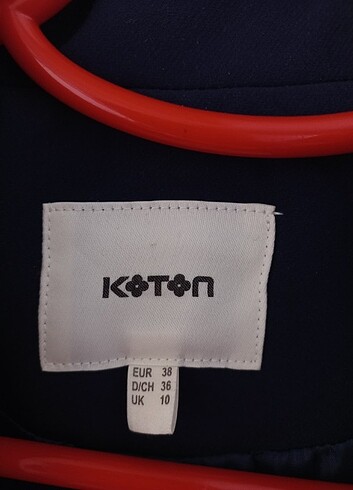 KOTON
EUR 38
D/CH 36
UK 10